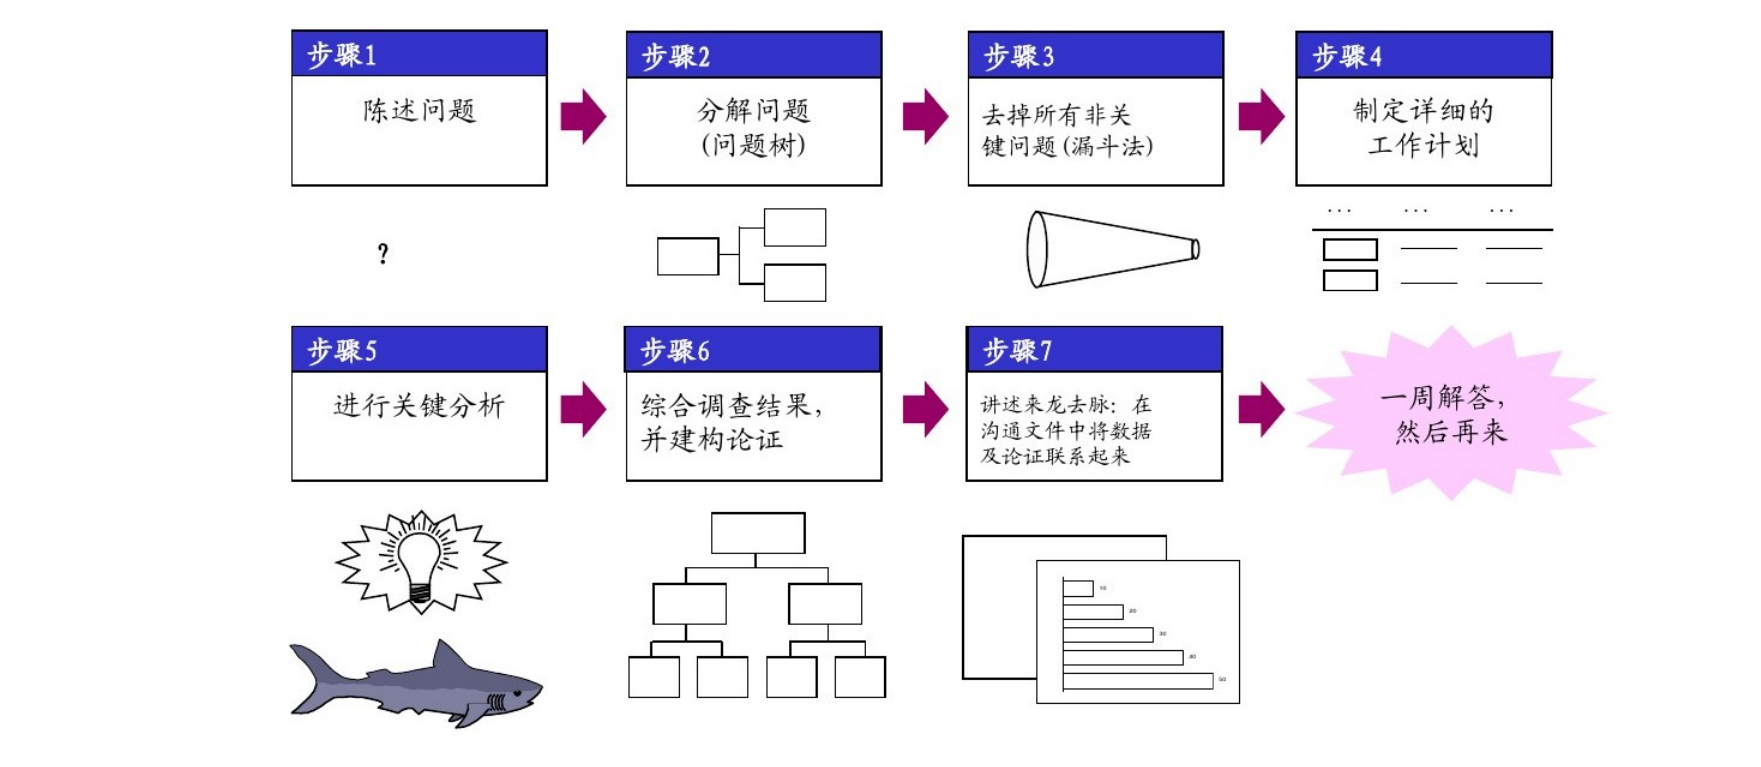 步骤1
陈述问题
步骤2
分解问题
(问题树)
步骤3
去掉所有非关
键问题(漏斗法)
步骤4
制定详细的
工作计划
?
... ... ...
步骤5
进行关键分析
步骤6
综合调查结果，
并建构论证
步骤7
讲述来龙去脉：在
沟通文件中将数据
及论证联系起来
一周解答，
然后再来
10
20
30
40
50